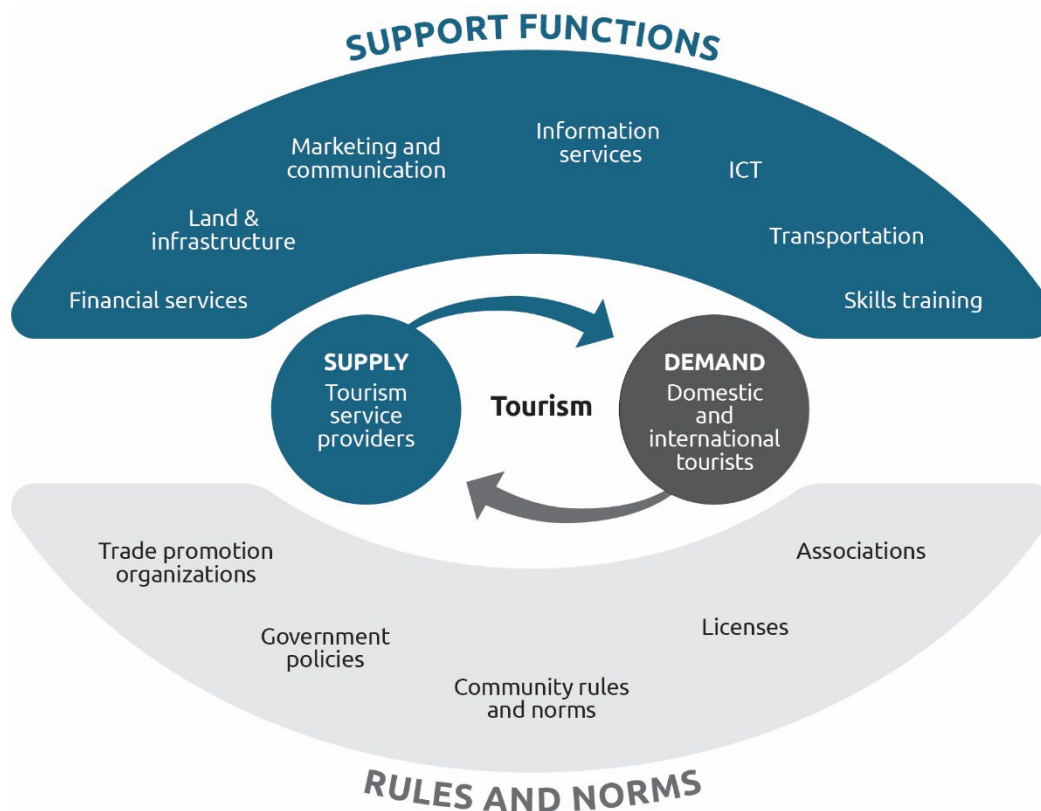 SUPPORT FUNCTIONS
Information
services
Marketing and
communication
ICT
Land &
infrastructure
Transportation
Financial services
Skills training
SUPPLY
Tourism
service
providers
Tourism
DEMAND
Domestic
and
international
tourists
Trade promotion
organizations
Associations
Government
policies
Licenses
Community rules
and norms
RULES AND NORMS